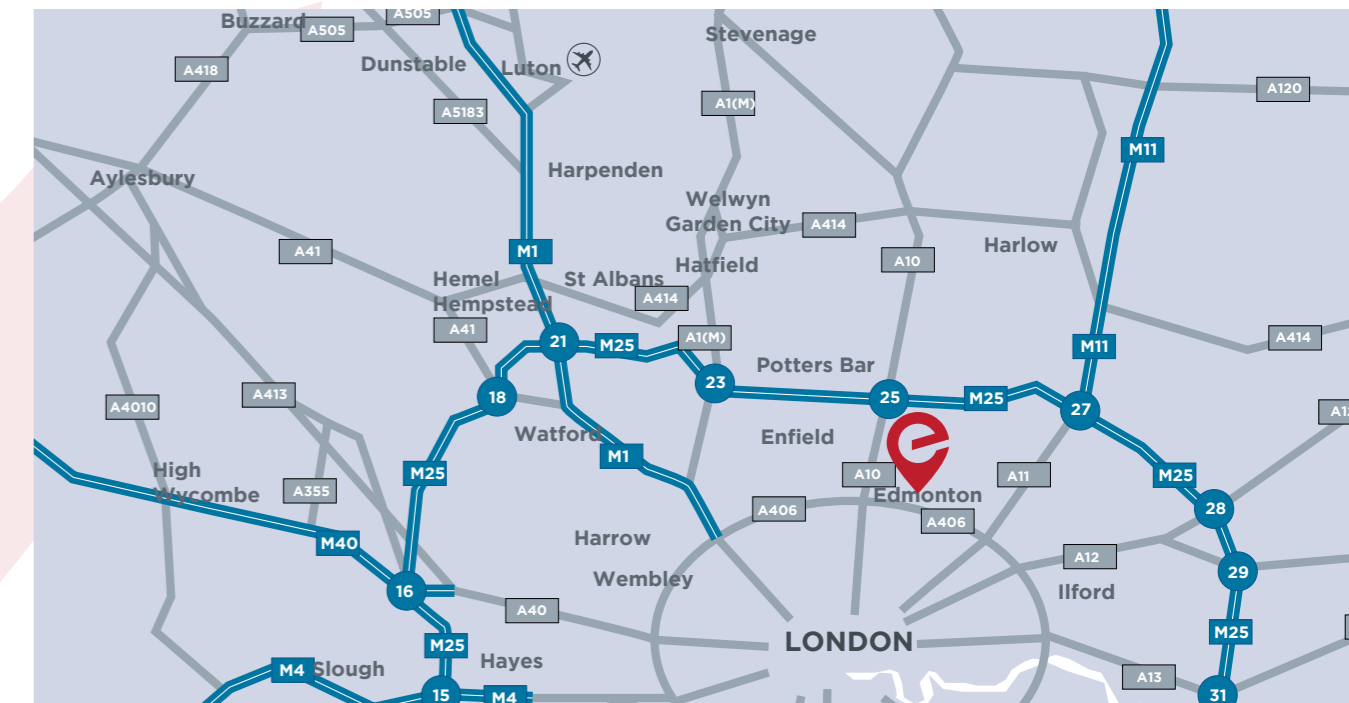 A505
Buzzard
A505
Stevenage
Dunstable
Luton
A418
A120
A1(M)
A5183
M11
Harpenden
Aylesbury
Welwyn
Garden City
A414
Harlow
A41
M1
A10
Hatfield
Hemel
Hempstead
St Albans
A414
A41
A1(M)
A414
21
M25
M11
Potters Bar
23
18
25
M25
27
A413
A4010
Watford
Enfield
M1
High
Wycombe
M25
A10
A11
M25
A355
Edmonton
A406
A406
28
Harrow
M40
A12
Wembley
29
16
Ilford
A40
M25
LONDON
M25
Slough
M4
Hayes
A13
15
M4
31